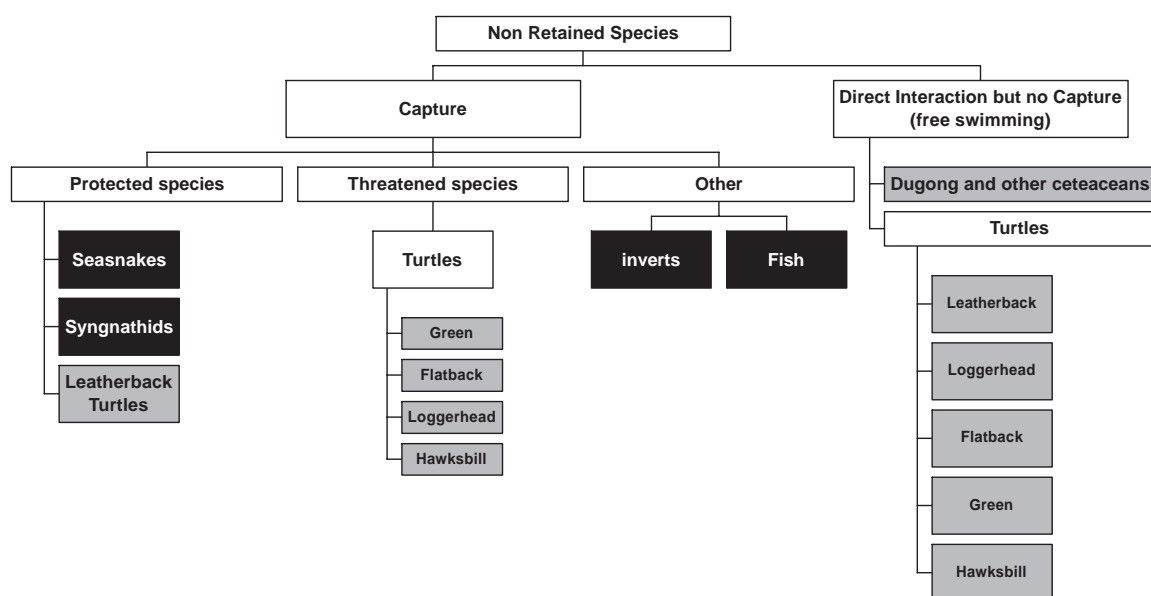 Non Retained Species
Capture
Direct Interaction but no Capture
(free swimming)
Protected species
Threatened species
Other
Dugong and other ceteaceans
Turtles
Seasnakes
Syngnathids
Leatherback
Turtles
Turtles
Green
Flatback
Loggerhead
Hawksbill
inverts
Fish
Leatherback
Loggerhead
Flatback
Green
Hawksbill